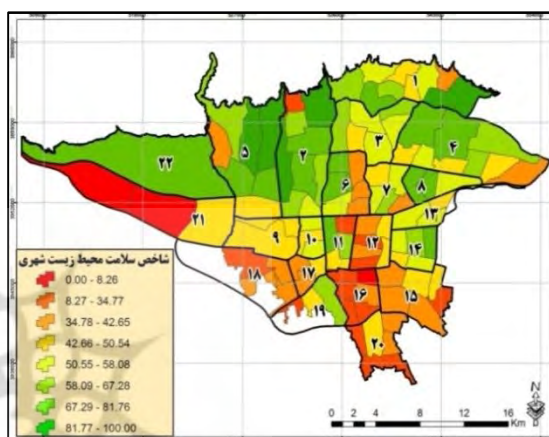 ۱
۲
۳
۴
۵
۶
۷
۸
۹
۱۰
۱۱
۱۲
۱۳
۱۴
۱۵
۱۶
۱۷
۱۸
۱۹
۲۰
۲۱
۲۲
شاخص سلامت محیط زیست شهری
0.00 - 8.26
8.27 - 34.77
34.78 - 42.65
42.66 - 50.54
50.55 - 58.08
58.09 - 67.28
67.29 - 81.76
81.77 - 100.00
N
0 2 4 8 12 16
Km